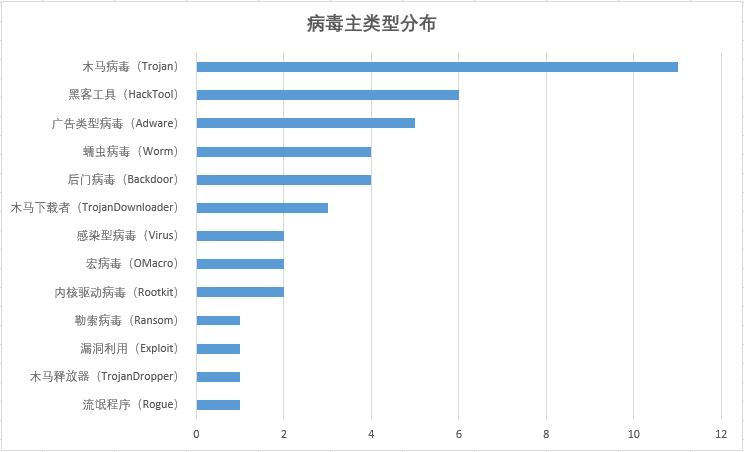 病毒主类型分布
木马病毒（Trojan）
黑客工具（HackTool）
广告类型病毒（Adware）
蠕虫病毒（Worm）
后门病毒（Backdoor）
木马下载者（TrojanDownloader）
感染型病毒（Virus）
宏病毒（OMacro）
内核驱动病毒（Rootkit）
勒索病毒（Ransom）
漏洞利用（Exploit）
木马释放器（TrojanDropper）
流氓程序（Rogue）
0 2 4 6 8 10 12